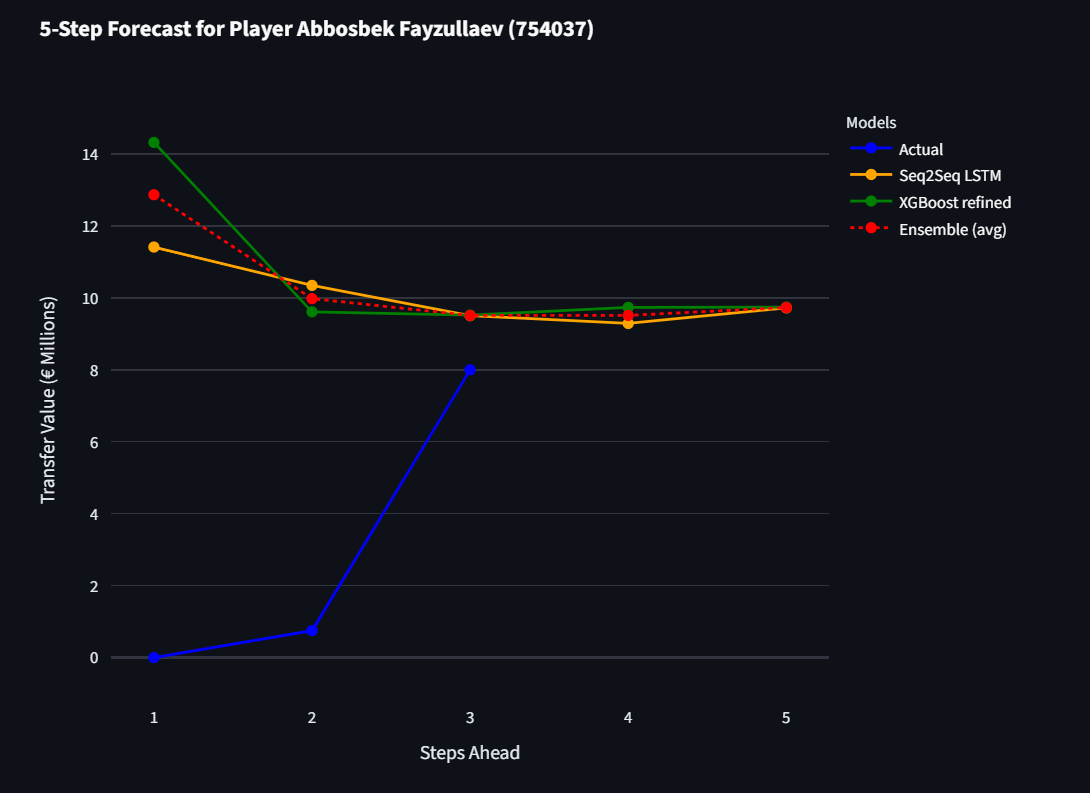 5-Step Forecast for Player Abbosbek Fayzullaev (754037)
Models
Actual
Seq2Seq LSTM
XGBoost refined
Ensemble (avg)
Transfer Value (€ Millions)
14
12
10
8
6
4
2
0
1
2
3
4
5
Steps Ahead